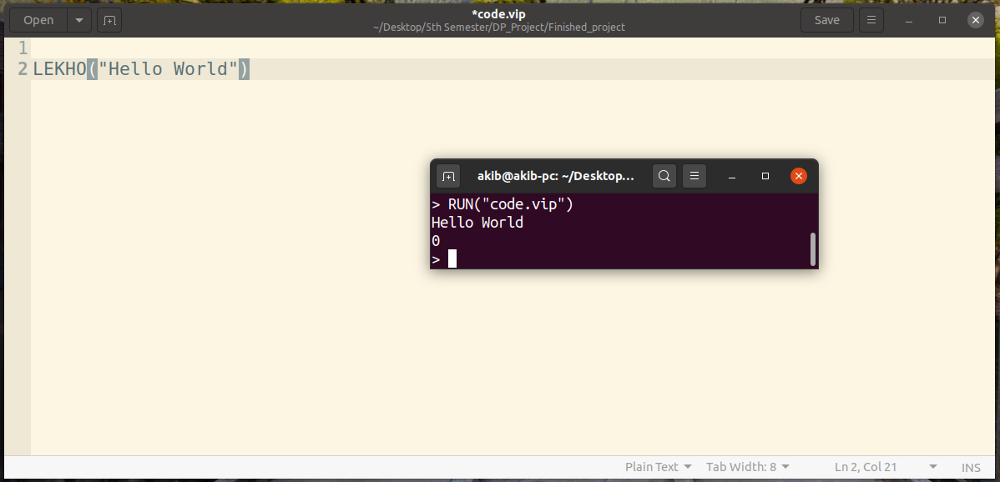 Open
*code.vip
~/Desktop/5th Semester/DP_Project/Finished_project
Save
1
2 LEKHO("Hello World")
akib@akib-pc: ~/Desktop...
> RUN("code.vip")
Hello World
0
>
Plain Text
Tab Width: 8
Ln 2, Col 21
INS